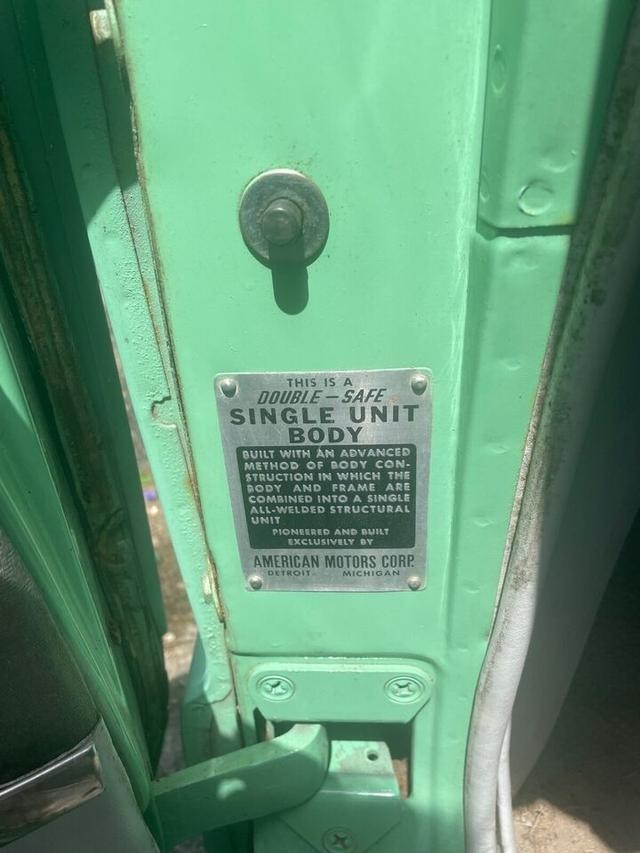 THIS IS A
DOUBLE-SAFE
SINGLE UNIT
BODY
BUILT WITH AN ADVANCED
METHOD OF BODY CON-
STRUCTION IN WHICH THE
BODY AND FRAME ARE
COMBINED INTO A SINGLE
ALL-WELDED STRUCTURAL
UNIT
PIONEERED AND BUILT
EXCLUSIVELY BY
AMERICAN MOTORS CORP.
DETROIT MICHIGAN